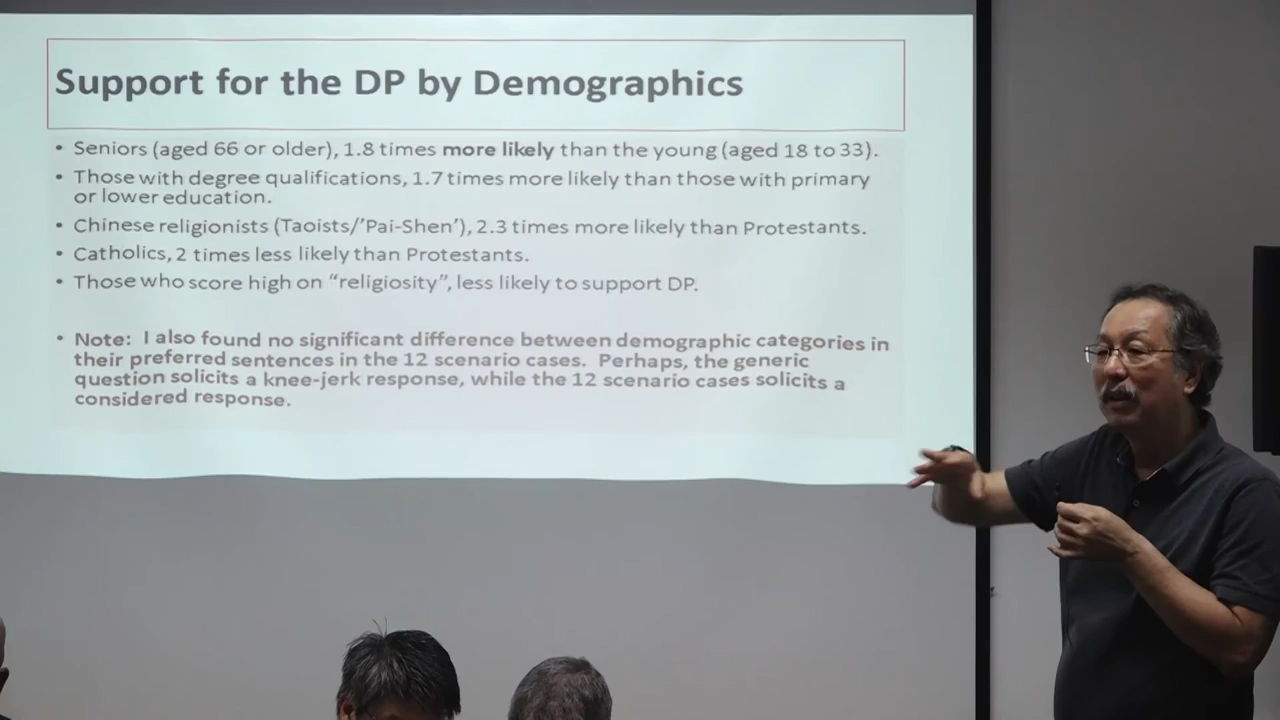 Support for the DP by Demographics
• Seniors (aged 66 or older), 1.8 times more likely than the young (aged 18 to 33).
• Those with degree qualifications, 1.7 times more likely than those with primary
or lower education.
• Chinese religionists (Taoists/’Pai-Shen’), 2.3 times more likely than Protestants.
• Catholics, 2 times less likely than Protestants.
• Those who score high on “religiosity”, less likely to support DP.
• Note: I also found no significant difference between demographic categories in
their preferred sentences in the 12 scenario cases. Perhaps, the generic
question solicits a knee-jerk response, while the 12 scenario cases solicits a
considered response.